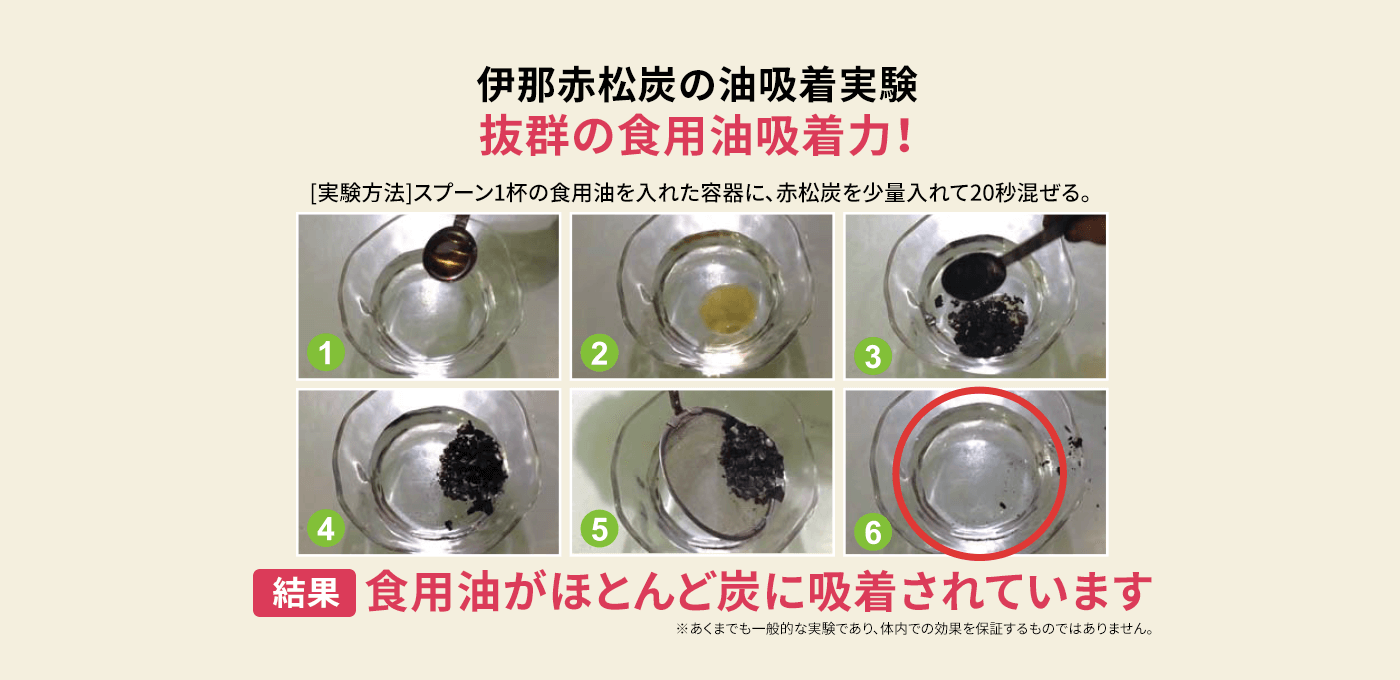 伊那赤松炭の油吸着実験
抜群の食用油吸着力!
[実験方法]スプーン1杯の食用油を入れた容器に、赤松炭を少量入れて20秒混ぜる。
1
2
3
4
5
6
結果 食用油がほとんど炭に吸着されています
※あくまでも一般的な実験であり、体内での効果を保証するものではありません。